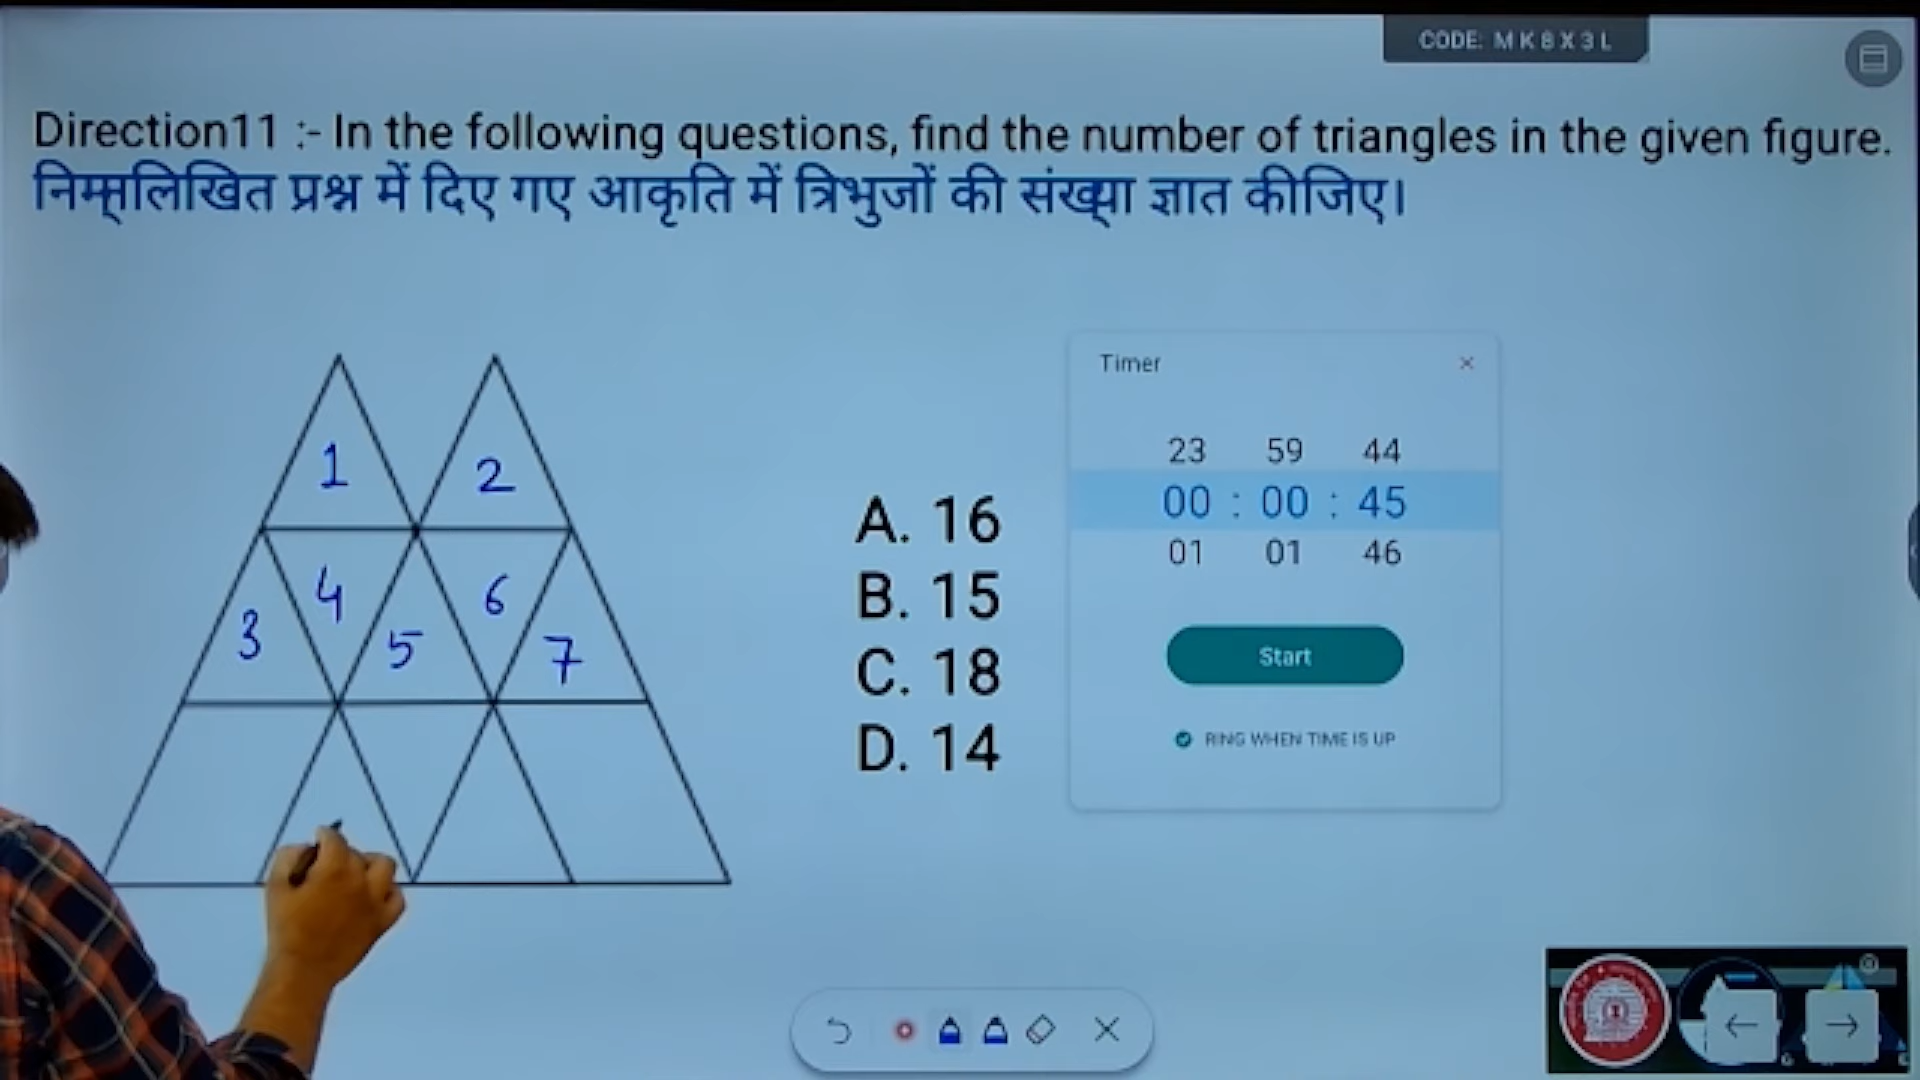 CODE: MK8X3L
Direction11 :- In the following questions, find the number of triangles in the given figure.
निम्नलिखित प्रश्न में दिए गए आकृति में त्रिभुजों की संख्या ज्ञात कीजिए।
1
2
3
4
5
6
7
A. 16
B. 15
C. 18
D. 14
Timer
23 59 44
00 : 00 : 45
01 01 46
Start
RING WHEN TIME IS UP